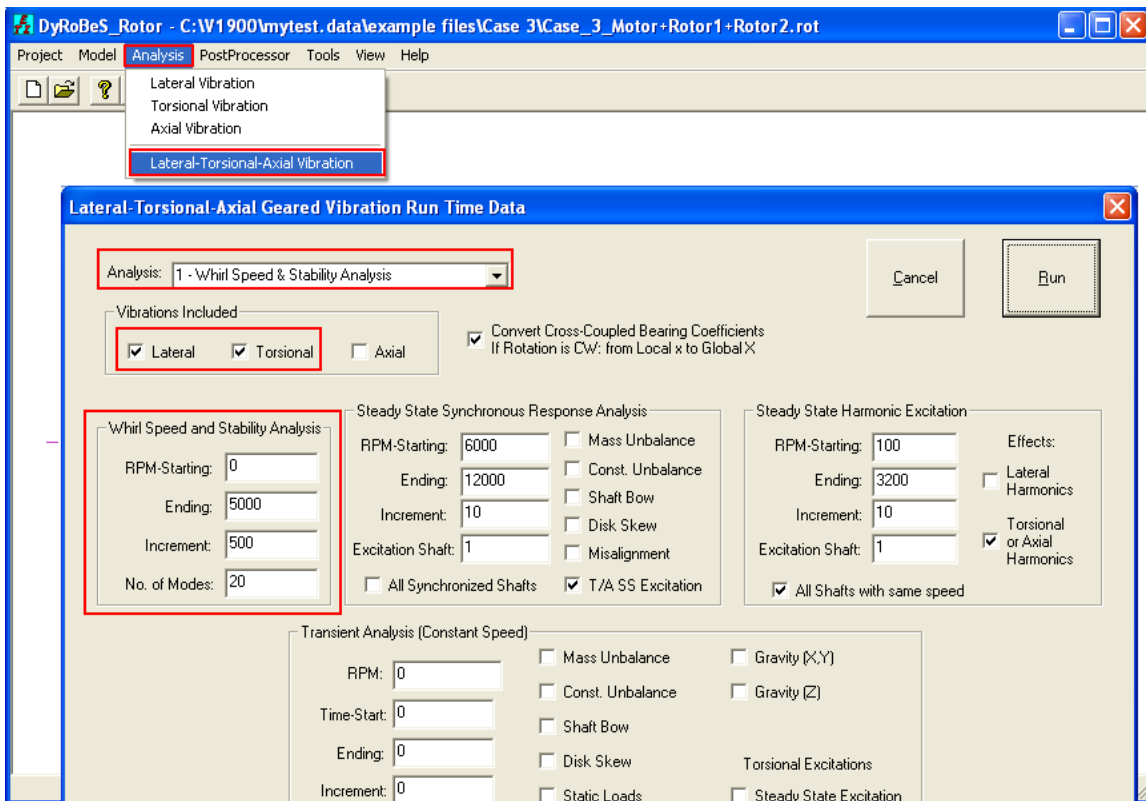 DyRoBeS_Rotor - C:\V1900\mytest.data\example files\Case 3\Case_3_Motor+Rotor1+Rotor2.rot
Project Model Analysis PostProcessor Tools View Help
Lateral Vibration
Torsional Vibration
Axial Vibration
Lateral-Torsional-Axial Vibration
Lateral-Torsional-Axial Geared Vibration Run Time Data
Analysis: 1 - Whirl Speed & Stability Analysis
Cancel
Run
Vibrations Included
Lateral Torsional Axial
Convert Cross-Coupled Bearing Coefficients
If Rotation is CW: from Local x to Global X
Whirl Speed and Stability Analysis
RPM-Starting: 0
Ending: 5000
Increment: 500
No. of Modes: 20
Steady State Synchronous Response Analysis
RPM-Starting: 6000
Ending: 12000
Increment: 10
Excitation Shaft: 1
All Synchronized Shafts
Mass Unbalance
Const. Unbalance
Shaft Bow
Disk Skew
Misalignment
T/A SS Excitation
Steady State Harmonic Excitation
RPM-Starting: 100
Ending: 3200
Increment: 10
Excitation Shaft: 1
All Shafts with same speed
Effects:
Lateral
Harmonics
Torsional
or Axial
Harmonics
Transient Analysis (Constant Speed)
RPM: 0
Time-Start: 0
Ending: 0
Increment: 0
Mass Unbalance
Const. Unbalance
Shaft Bow
Disk Skew
Static Loads
Gravity (X,Y)
Gravity (Z)
Torsional Excitations
Steady State Excitation